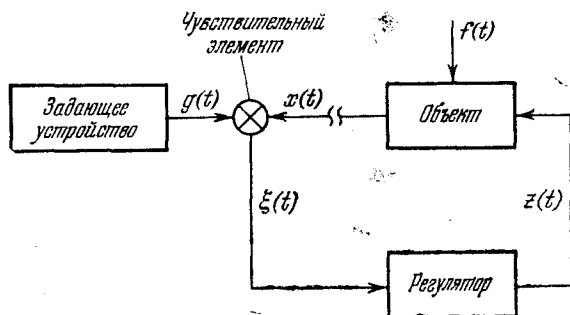 Чувствительный
элемент
f(t)
Задающее
устройство
g(t)
x(t)
Объект
ξ(t)
z(t)
Регулятор